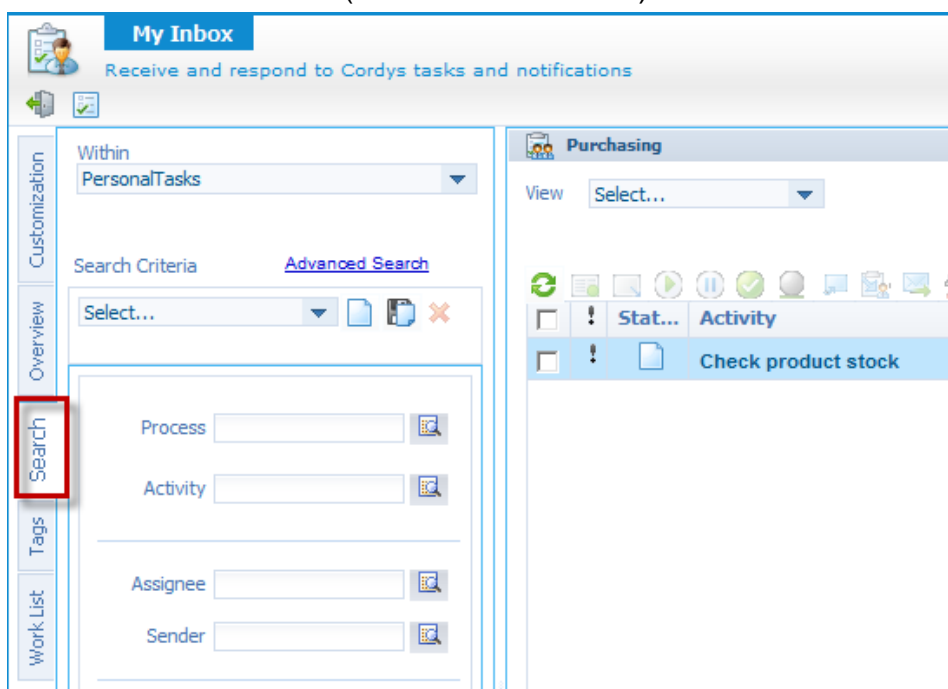 My Inbox
Receive and respond to Cordys tasks and notifications
Customization
Overview
Search
Tags
Work List
Within
PersonalTasks
Search Criteria Advanced Search
Select...
Process
Activity
Assignee
Sender
Purchasing
View Select...
! Stat... Activity
! Check product stock